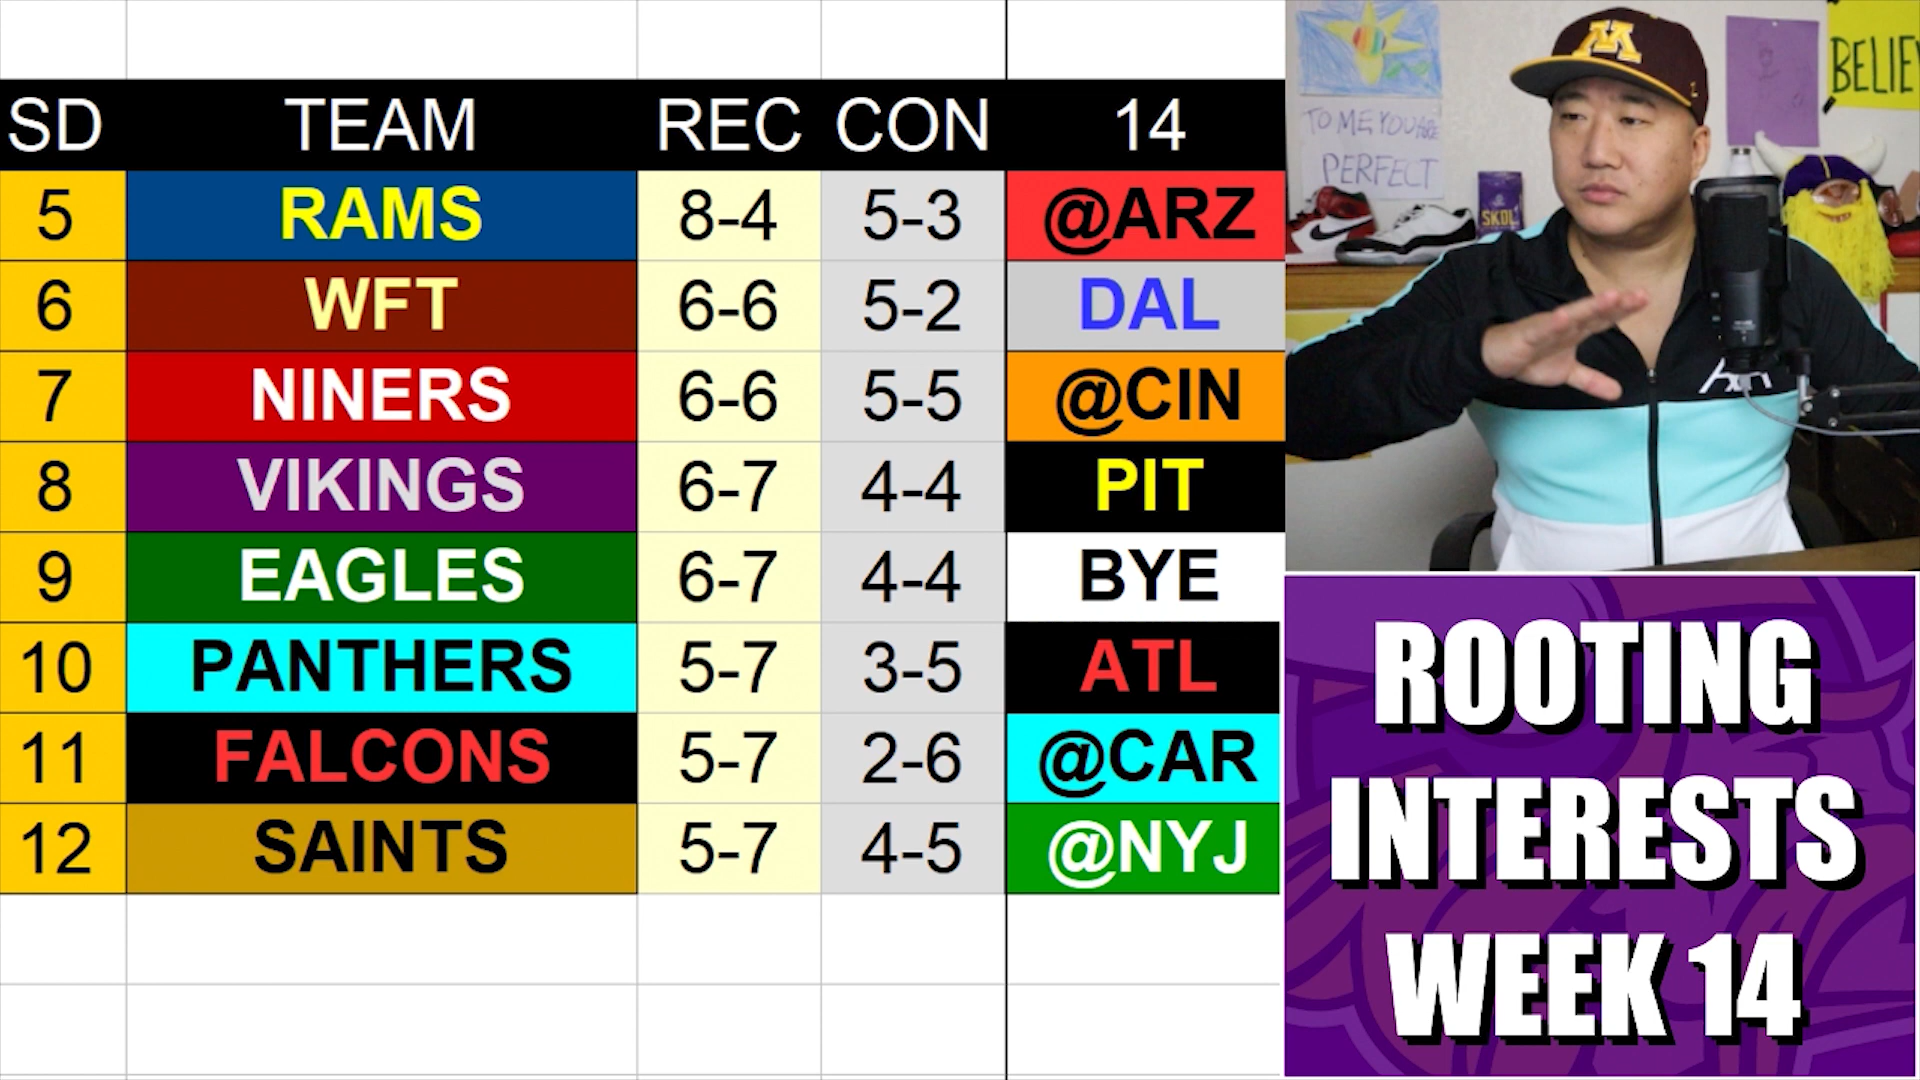 SD TEAM REC CON 14
5 RAMS 8-4 5-3 @ARZ
6 WFT 6-6 5-2 DAL
7 NINERS 6-6 5-5 @CIN
8 VIKINGS 6-7 4-4 PIT
9 EAGLES 6-7 4-4 BYE
10 PANTHERS 5-7 3-5 ATL
11 FALCONS 5-7 2-6 @CAR
12 SAINTS 5-7 4-5 @NYJ
M
BELIE
TO ME YOU ARE
PERFECT
SKOL
ROOTING
INTERESTS
WEEK 14